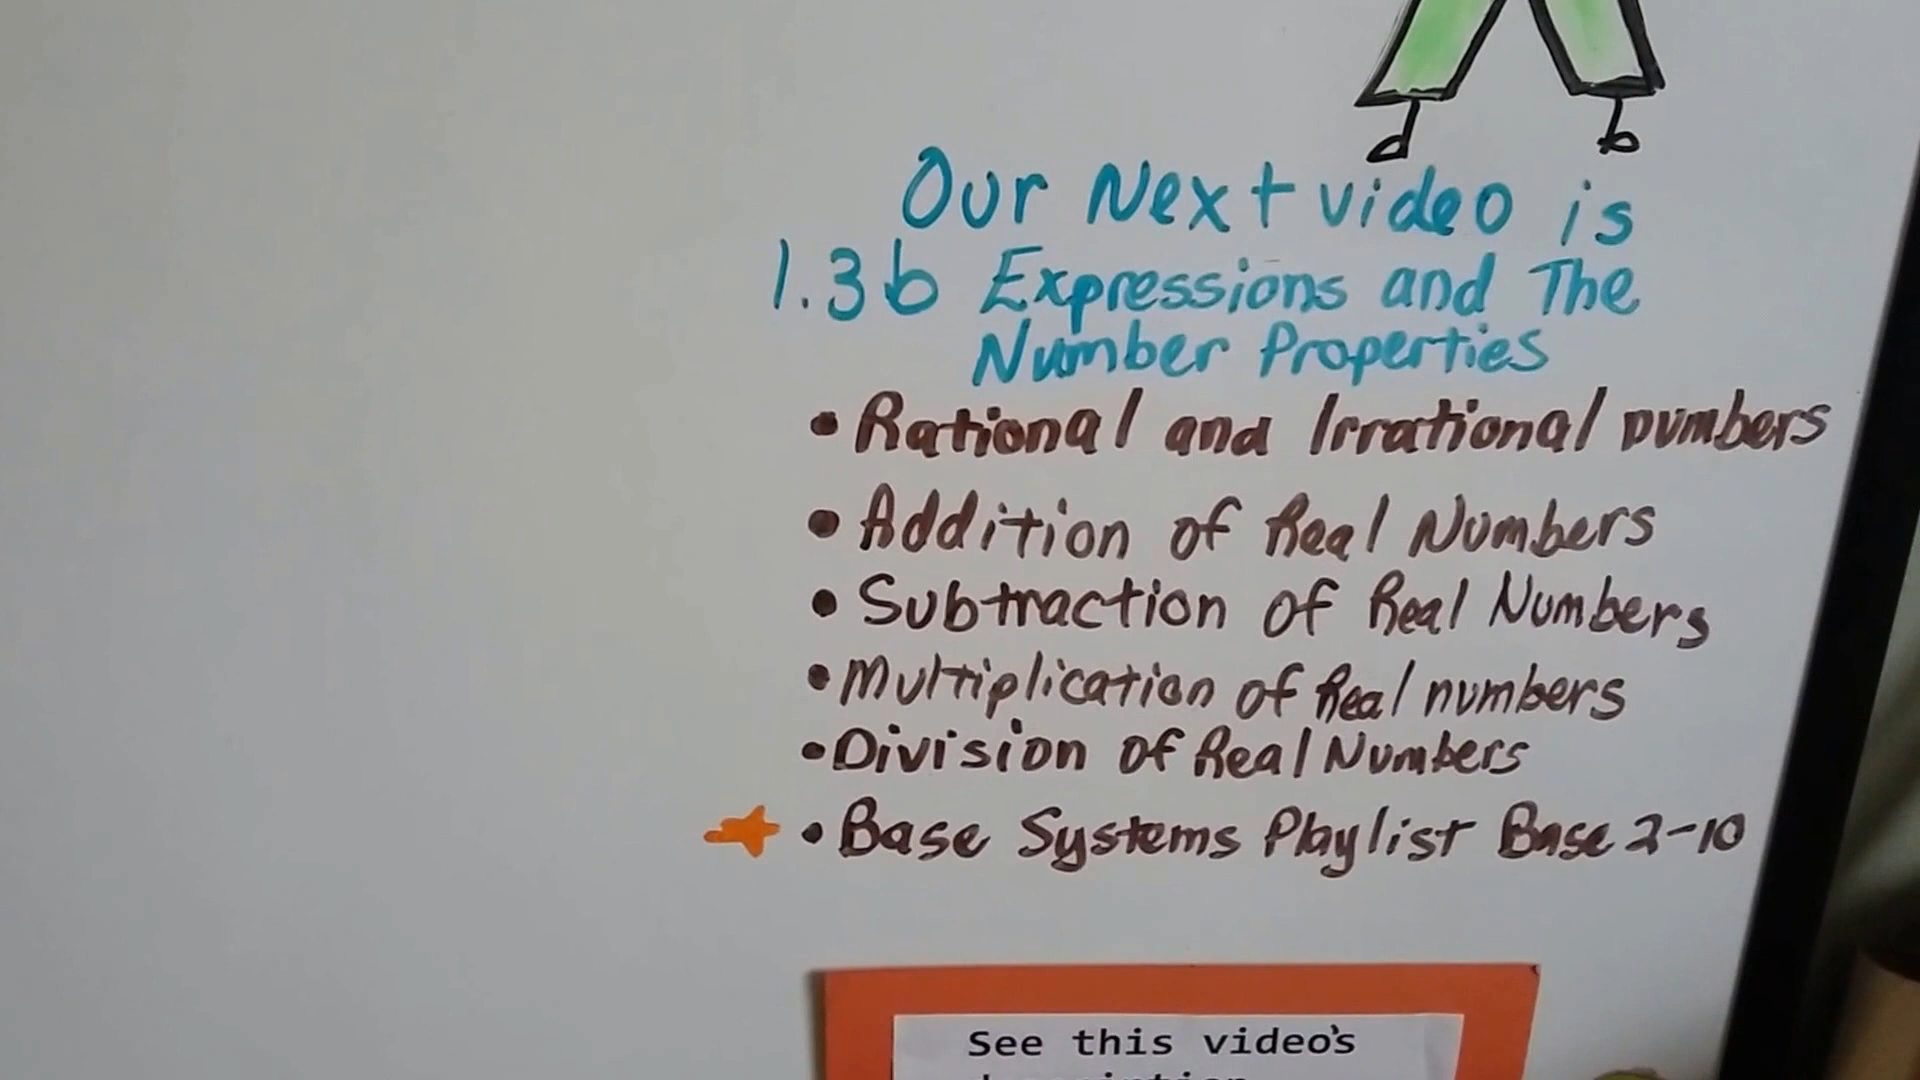 Our Next video is
1.3b Expressions and The
Number Properties
• Rational and Irrational numbers
• Addition of Real Numbers
• Subtraction of Real Numbers
• Multiplication of Real numbers
• Division of Real Numbers
• Base Systems Playlist Base 2-10
See this video's